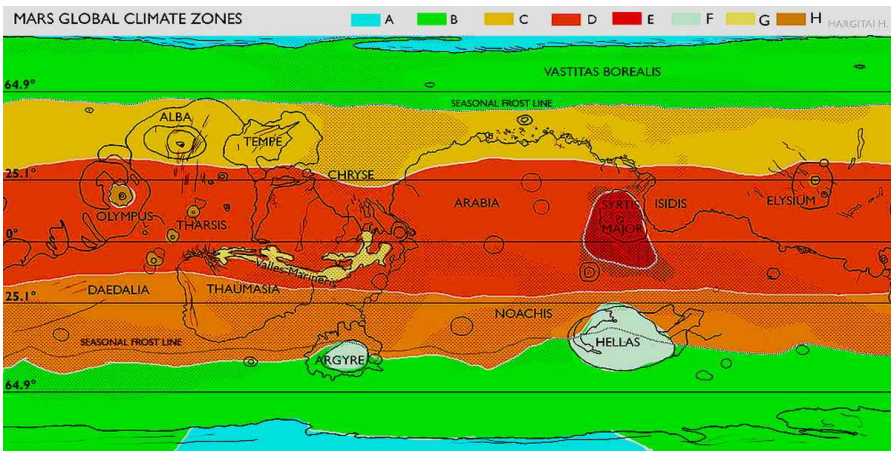 MARS GLOBAL CLIMATE ZONES
A B C D E F G H
HARGITAI H.
VASTITAS BOREALIS
64.9°
SEASONAL FROST LINE
ALBA
TEMPE
CHRYSE
25.1°
OLYMPUS
THARSIS
ARABIA
SYRTIS
MAJOR
ISIDIS
ELYSIUM
0°
Valles-Marineris
DAEDALIA
THAUMASIA
25.1°
NOACHIS
SEASONAL FROST LINE
ARGYRE
HELLAS
64.9°